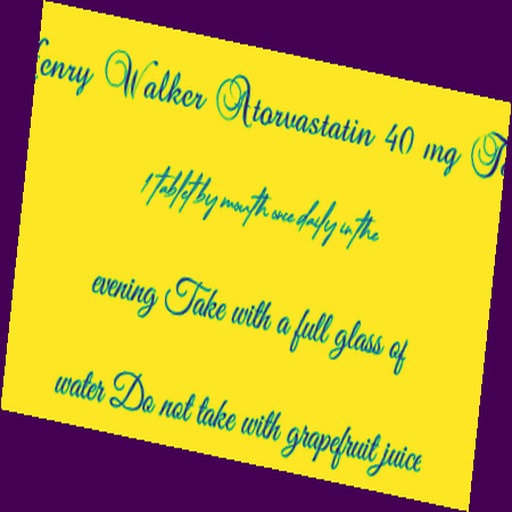 Henry Walker Atorvastatin 40 mg
1 tablet by mouth once daily in the
evening Take with a full glass of
water Do not take with grapefruit juice